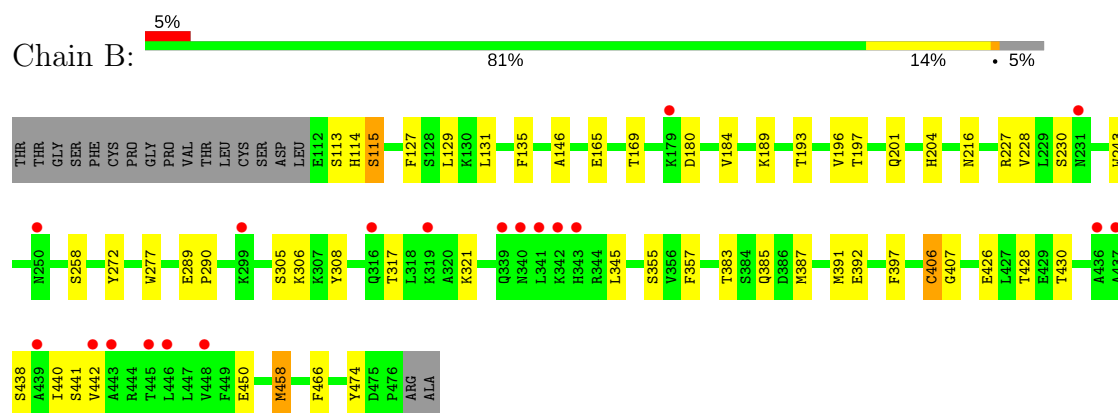 5%
Chain B:
81% 14% • 5%
THR THR GLY SER PHE CYS PRO GLY PRO VAL THR LEU CYS SER ASP LEU E112 S113 H114 S115 F127 S128 L129 K130 L131 F135 A146 E165 T169 K179 D180 V184 K189 T193 V196 T197 Q201 H204 N216 R227 V228 L229 S230 N231 W243
N250 S258 Y272 W277 E289 P290 K299 S305 K306 K307 Y308 Q316 T317 L318 K319 A320 K321 Q339 N340 L341 K342 H343 R344 L345 S355 V356 F357 T383 S384 Q385 D386 M387 M391 E392 F397 C406 G407 E426 L427 T428 E429 T430 A436 A437
S438 A439 I440 S441 V442 A443 R444 T445 L446 L447 V448 F449 E450 M458 F466 Y474 D475 P476 ARG ALA